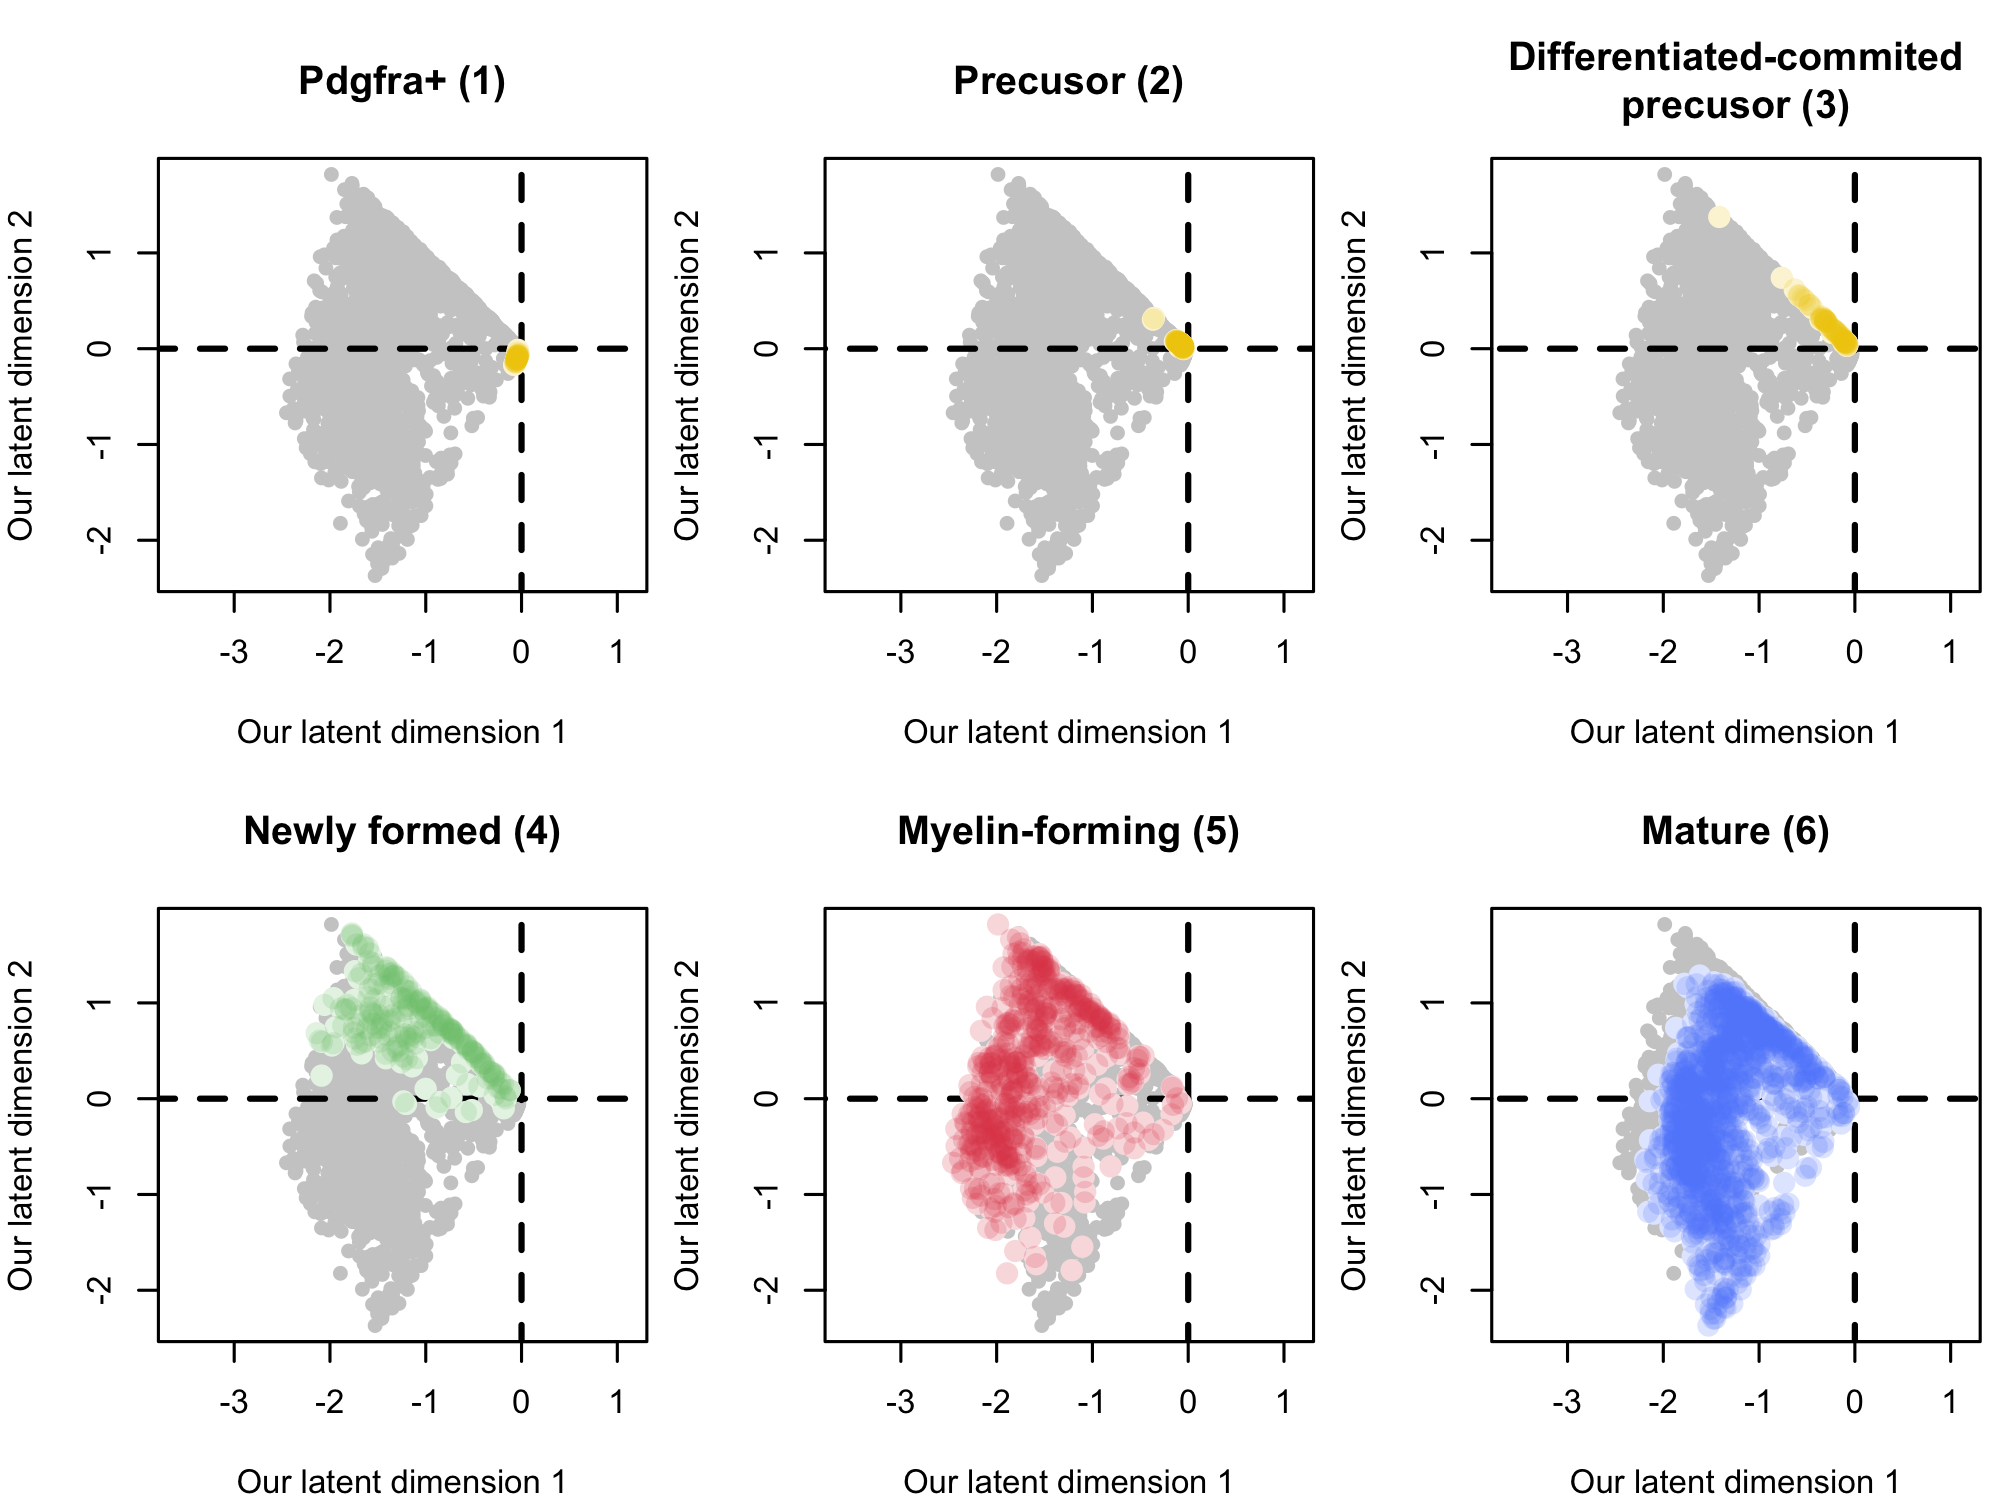 Pdgfra+ (1)
Our latent dimension 2
1
0
-1
-2
-3 -2 -1 0 1
Our latent dimension 1
Precusor (2)
Our latent dimension 2
1
0
-1
-2
-3 -2 -1 0 1
Our latent dimension 1
Differentiated-commited
precusor (3)
Our latent dimension 2
1
0
-1
-2
-3 -2 -1 0 1
Our latent dimension 1
Newly formed (4)
Our latent dimension 2
1
0
-1
-2
-3 -2 -1 0 1
Our latent dimension 1
Myelin-forming (5)
Our latent dimension 2
1
0
-1
-2
-3 -2 -1 0 1
Our latent dimension 1
Mature (6)
Our latent dimension 2
1
0
-1
-2
-3 -2 -1 0 1
Our latent dimension 1